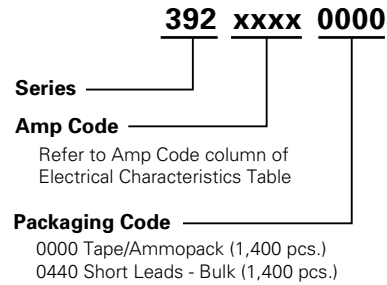 392 xxxx 0000
Series
Amp Code
Refer to Amp Code column of
Electrical Characteristics Table
Packaging Code
0000 Tape/Ammopack (1,400 pcs.)
0440 Short Leads - Bulk (1,400 pcs.)